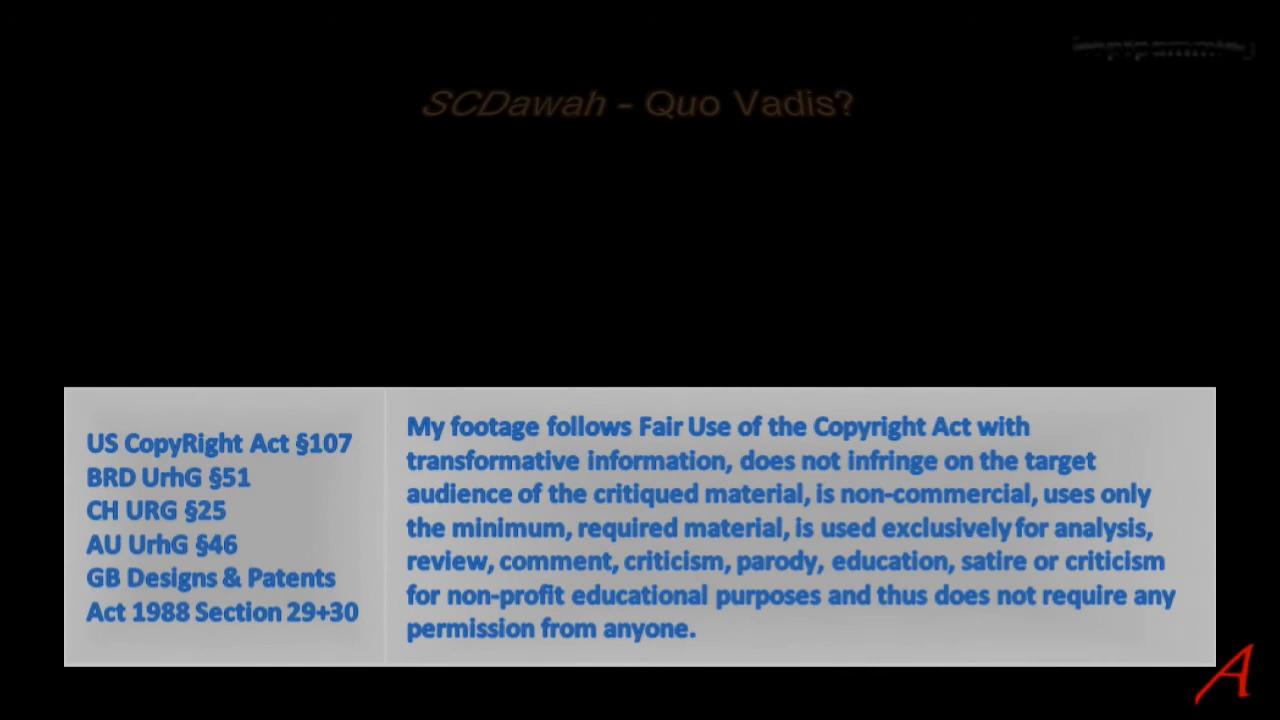 SCDawah - Quo Vadis?
US CopyRight Act §107
BRD UrhG §51
CH URG §25
AU UrhG §46
GB Designs & Patents
Act 1988 Section 29+30
My footage follows Fair Use of the Copyright Act with
transformative information, does not infringe on the target
audience of the critiqued material, is non-commercial, uses only
the minimum, required material, is used exclusively for analysis,
review, comment, criticism, parody, education, satire or criticism
for non-profit educational purposes and thus does not require any
permission from anyone.
A